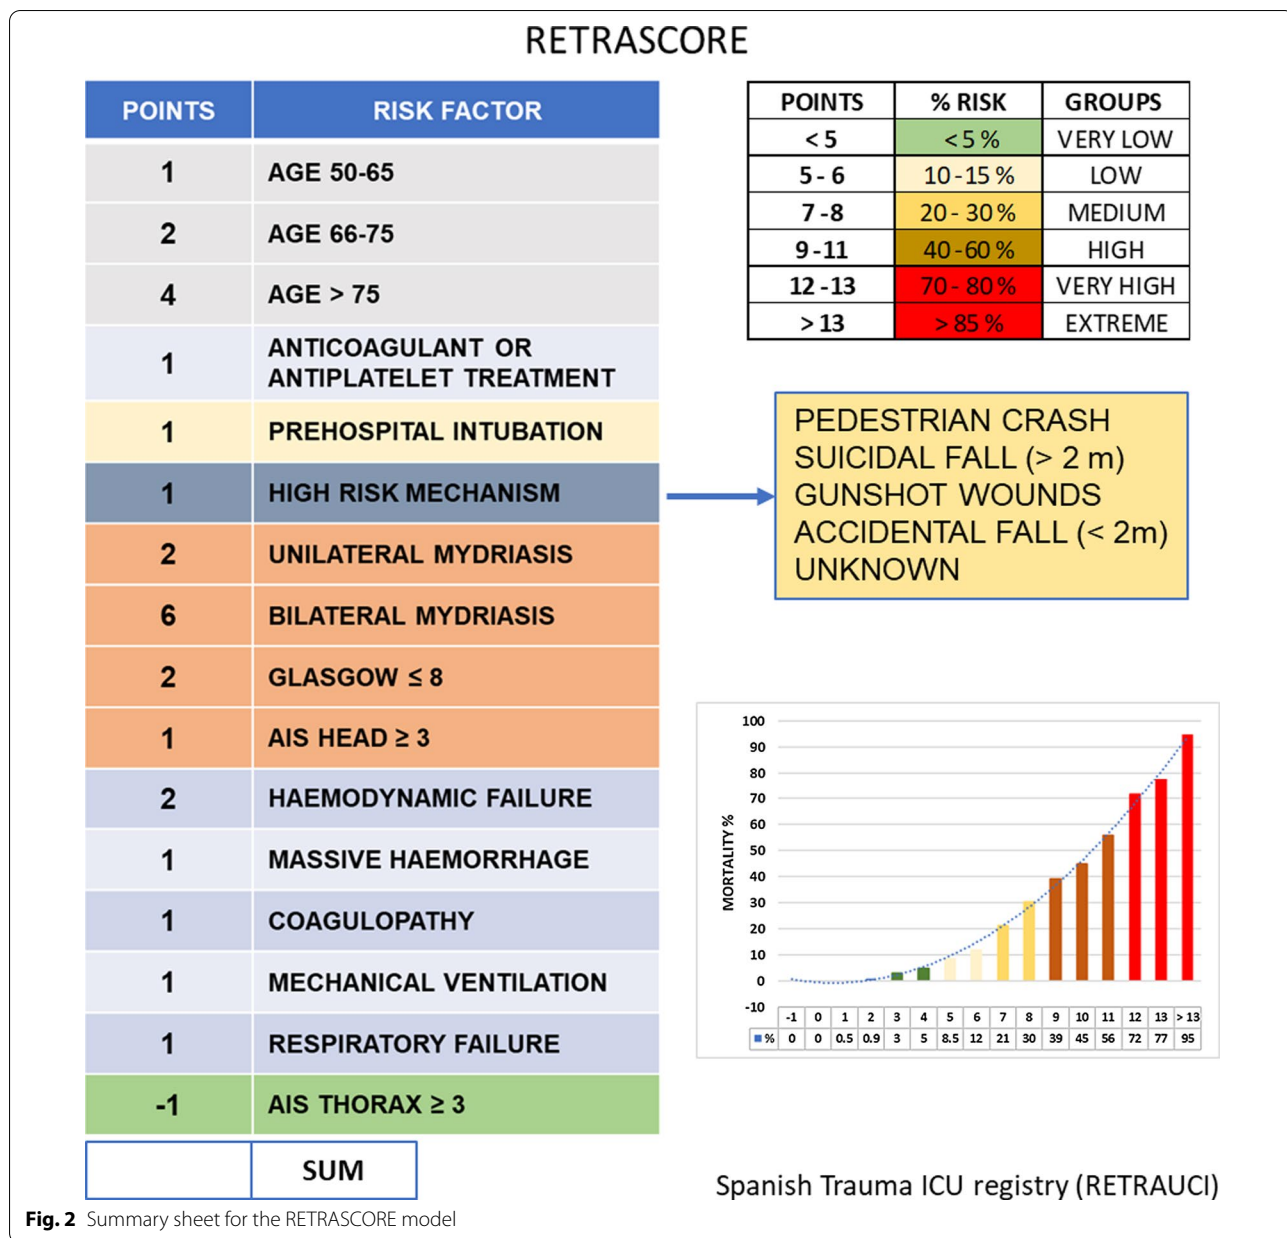 RETRASCORE
POINTS RISK FACTOR
1 AGE 50-65
2 AGE 66-75
4 AGE > 75
1 ANTICOAGULANT OR
ANTIPLATELET TREATMENT
1 PREHOSPITAL INTUBATION
1 HIGH RISK MECHANISM
2 UNILATERAL MYDRIASIS
6 BILATERAL MYDRIASIS
2 GLASGOW ≤ 8
1 AIS HEAD ≥ 3
2 HAEMODYNAMIC FAILURE
1 MASSIVE HAEMORRHAGE
1 COAGULOPATHY
1 MECHANICAL VENTILATION
1 RESPIRATORY FAILURE
-1 AIS THORAX ≥ 3
SUM
POINTS % RISK GROUPS
< 5 < 5 % VERY LOW
5 - 6 10 - 15 % LOW
7 - 8 20 - 30 % MEDIUM
9 - 11 40 - 60 % HIGH
12 - 13 70 - 80 % VERY HIGH
> 13 > 85 % EXTREME
PEDESTRIAN CRASH
SUICIDAL FALL (> 2 m)
GUNSHOT WOUNDS
ACCIDENTAL FALL (< 2m)
UNKNOWN
MORTALITY %
100
90
80
70
60
50
40
30
20
10
0
-10
-1 0 1 2 3 4 5 6 7 8 9 10 11 12 13 > 13
% 0 0 0.5 0.9 3 5 8.5 12 21 30 39 45 56 72 77 95
Spanish Trauma ICU registry (RETRAUCI)
Fig. 2 Summary sheet for the RETRASCORE model